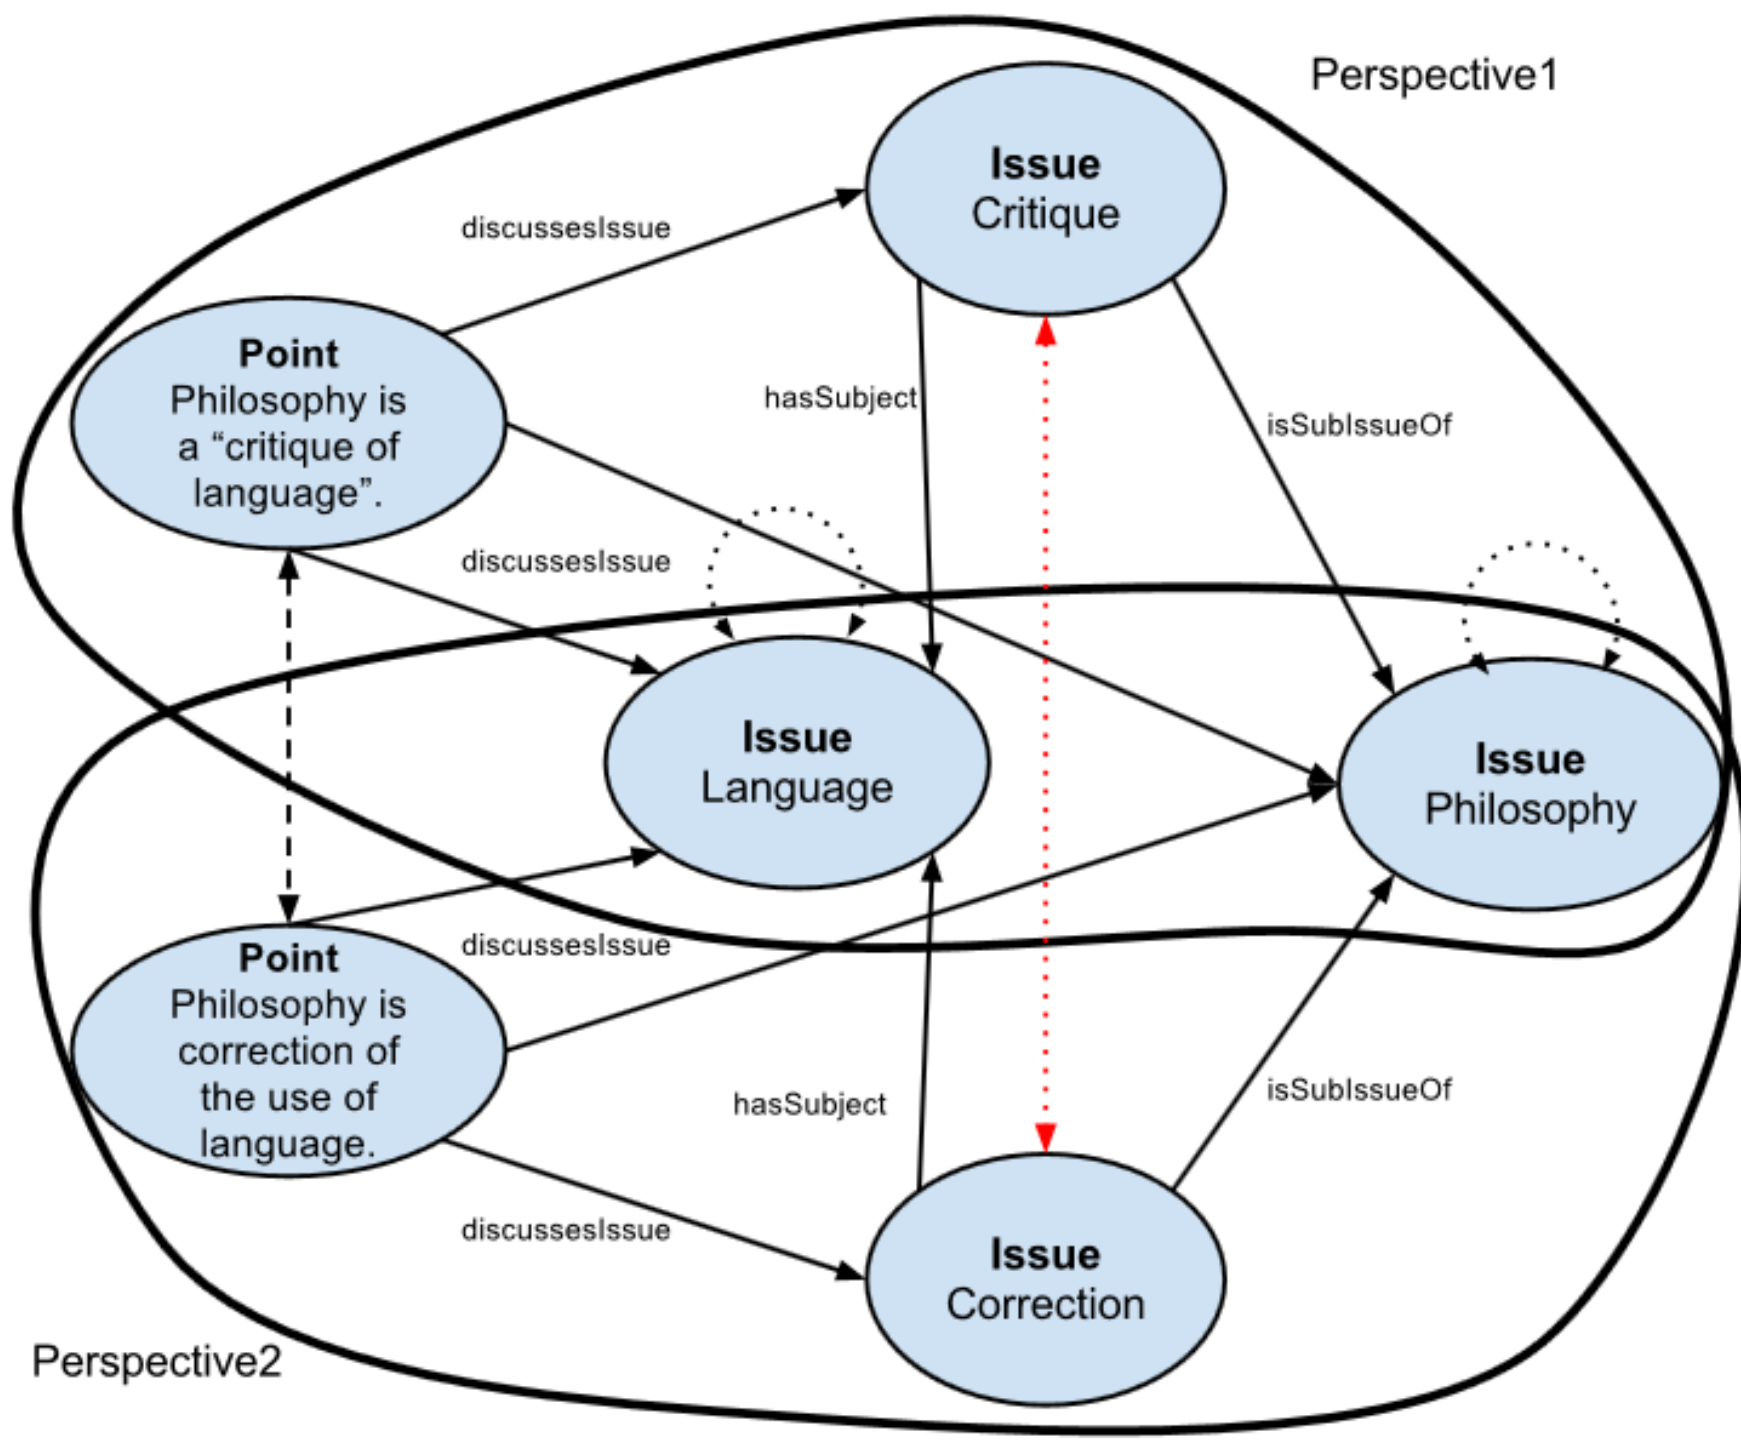 Perspective1
Issue
Critique
discussesIssue
Point
Philosophy is
a “critique of
language”.
hasSubject
isSubIssueOf
discussesIssue
Issue
Language
Issue
Philosophy
discussesIssue
Point
Philosophy is
correction of
the use of
language.
hasSubject
isSubIssueOf
discussesIssue
Issue
Correction
Perspective2